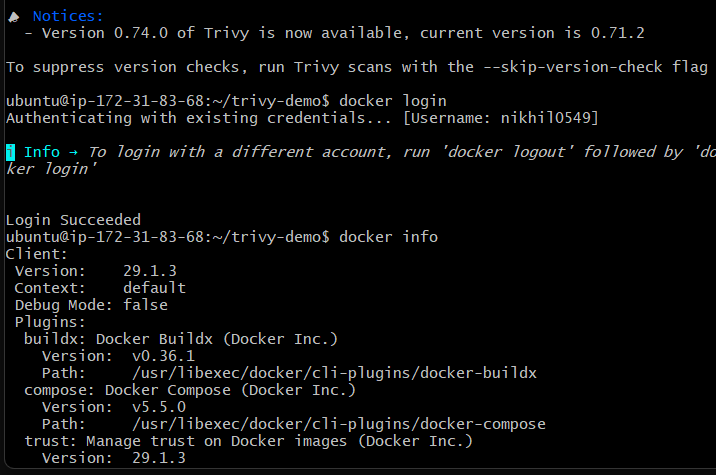 Notices:
- Version 0.74.0 of Trivy is now available, current version is 0.71.2
To suppress version checks, run Trivy scans with the --skip-version-check flag
ubuntu@ip-172-31-83-68:~/trivy-demo$ docker login
Authenticating with existing credentials... [Username: nikhil0549]
i Info → To login with a different account, run 'docker logout' followed by 'do
ker login'
Login Succeeded
ubuntu@ip-172-31-83-68:~/trivy-demo$ docker info
Client:
Version:    29.1.3
Context:    default
Debug Mode: false
Plugins:
buildx: Docker Buildx (Docker Inc.)
Version:  v0.36.1
Path:     /usr/libexec/docker/cli-plugins/docker-buildx
compose: Docker Compose (Docker Inc.)
Version:  v5.5.0
Path:     /usr/libexec/docker/cli-plugins/docker-compose
trust: Manage trust on Docker images (Docker Inc.)
Version:  29.1.3